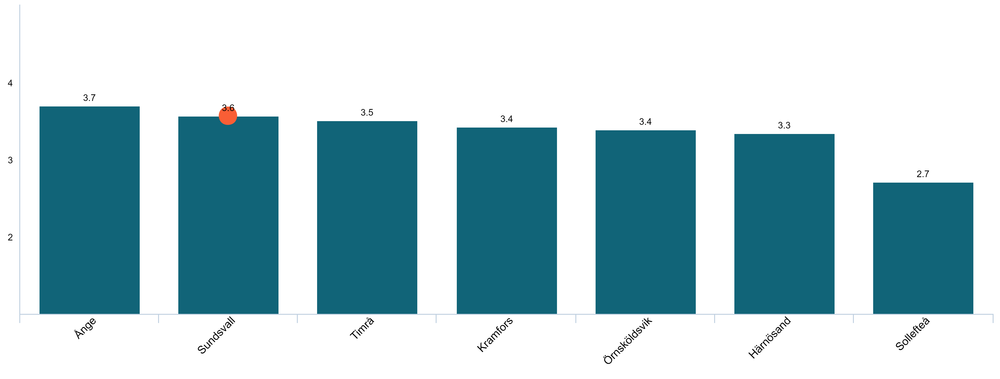 4
3
2
3.7
3.6
3.5
3.4
3.4
3.3
2.7
Ånge
Sundsvall
Timrå
Kramfors
Örnsköldsvik
Härnösand
Sollefteå